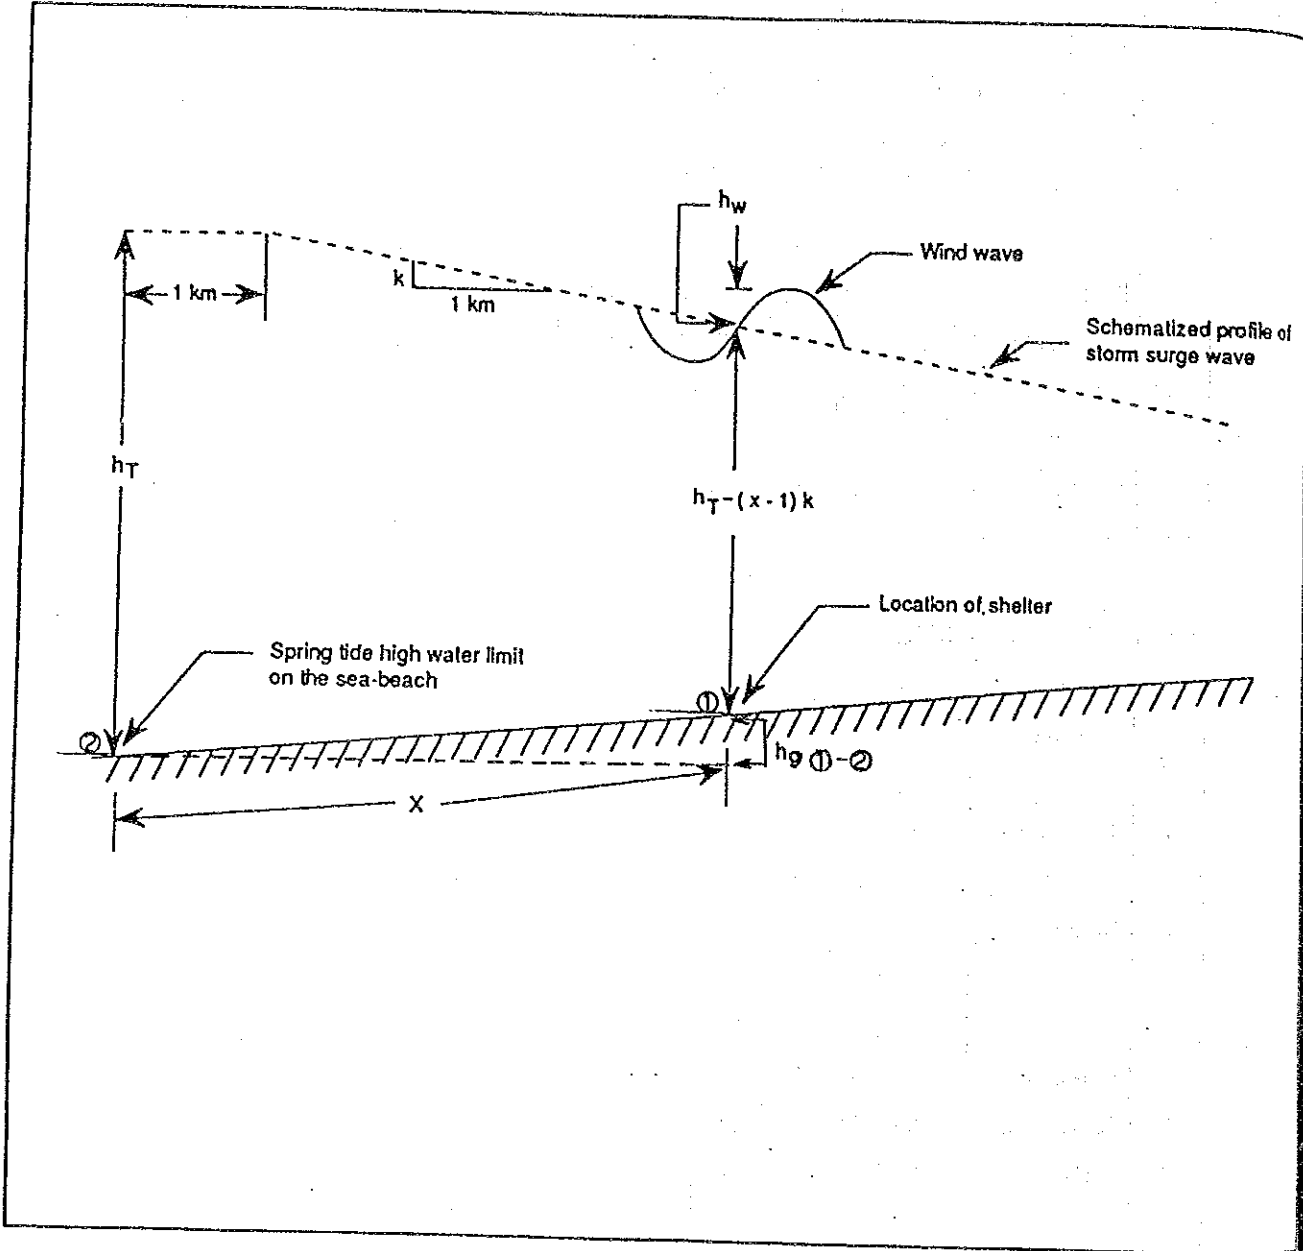 hw
Wind wave
1 km
k
1 km
Schematized profile of
storm surge wave
hT
hT-(x-1)k
Location of shelter
Spring tide high water limit
on the sea-beach
①
②
hg ①-②
X